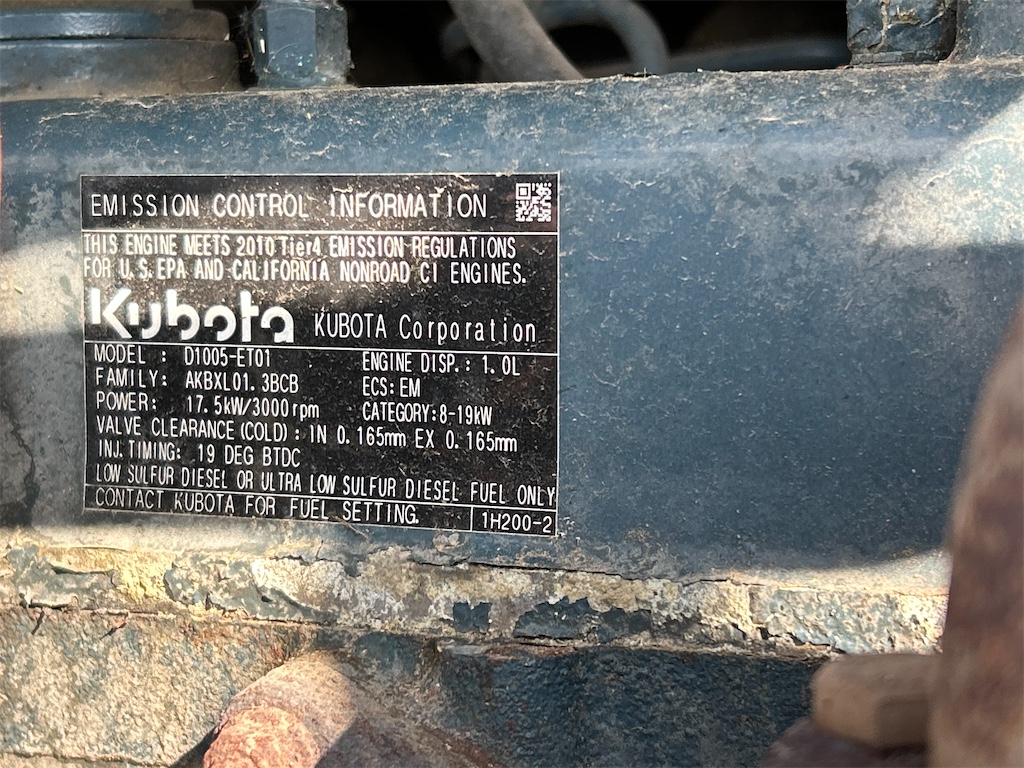 EMISSION CONTROL INFORMATION
THIS ENGINE MEETS 2010 Tier4 EMISSION REGULATIONS
FOR U.S.EPA AND CALIFORNIA NONROAD CI ENGINES.
Kubota KUBOTA Corporation
MODEL : D1005-ET01 ENGINE DISP.: 1.0L
FAMILY: AKBXL01.3BCB ECS:EM
POWER: 17.5kW/3000rpm CATEGORY:8-19kW
VALVE CLEARANCE(COLD): IN 0.165mm EX 0.165mm
INJ.TIMING: 19 DEG BTDC
LOW SULFUR DIESEL OR ULTRA LOW SULFUR DIESEL FUEL ONLY
CONTACT KUBOTA FOR FUEL SETTING. 1H200-2